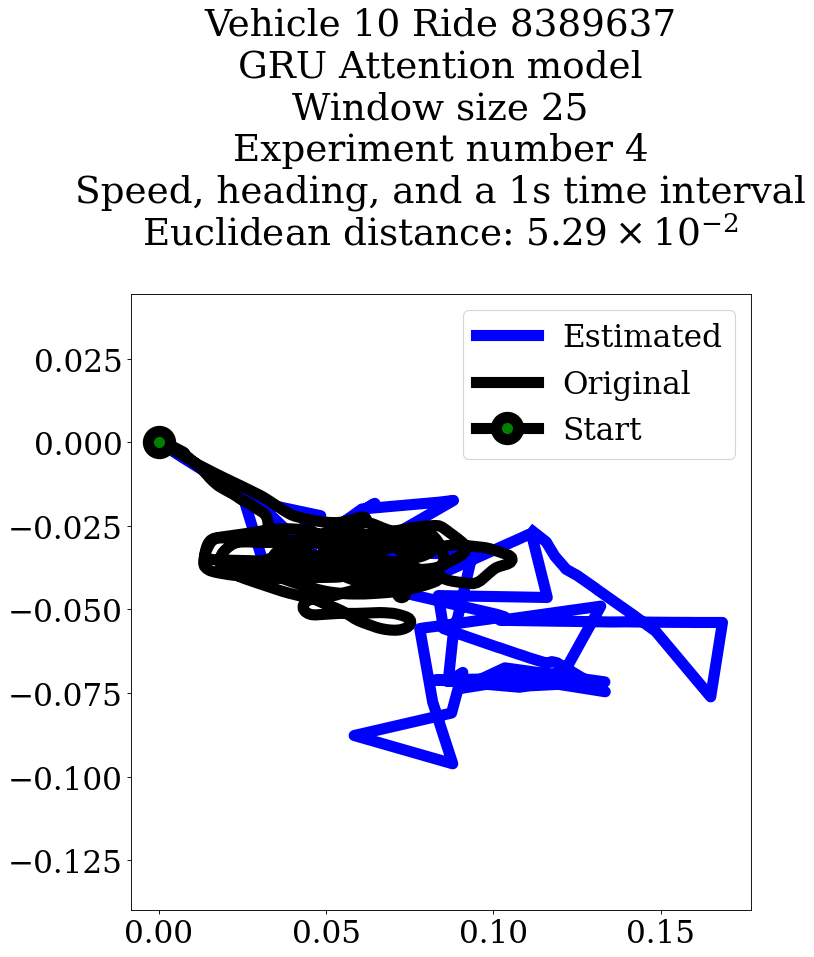 Vehicle 10 Ride 8389637
GRU Attention model
Window size 25
Experiment number 4
Speed, heading, and a 1s time interval
Euclidean distance: 5.29 × 10⁻²
Estimated
Original
Start
0.025
0.000
−0.025
−0.050
−0.075
−0.100
−0.125
0.00 0.05 0.10 0.15